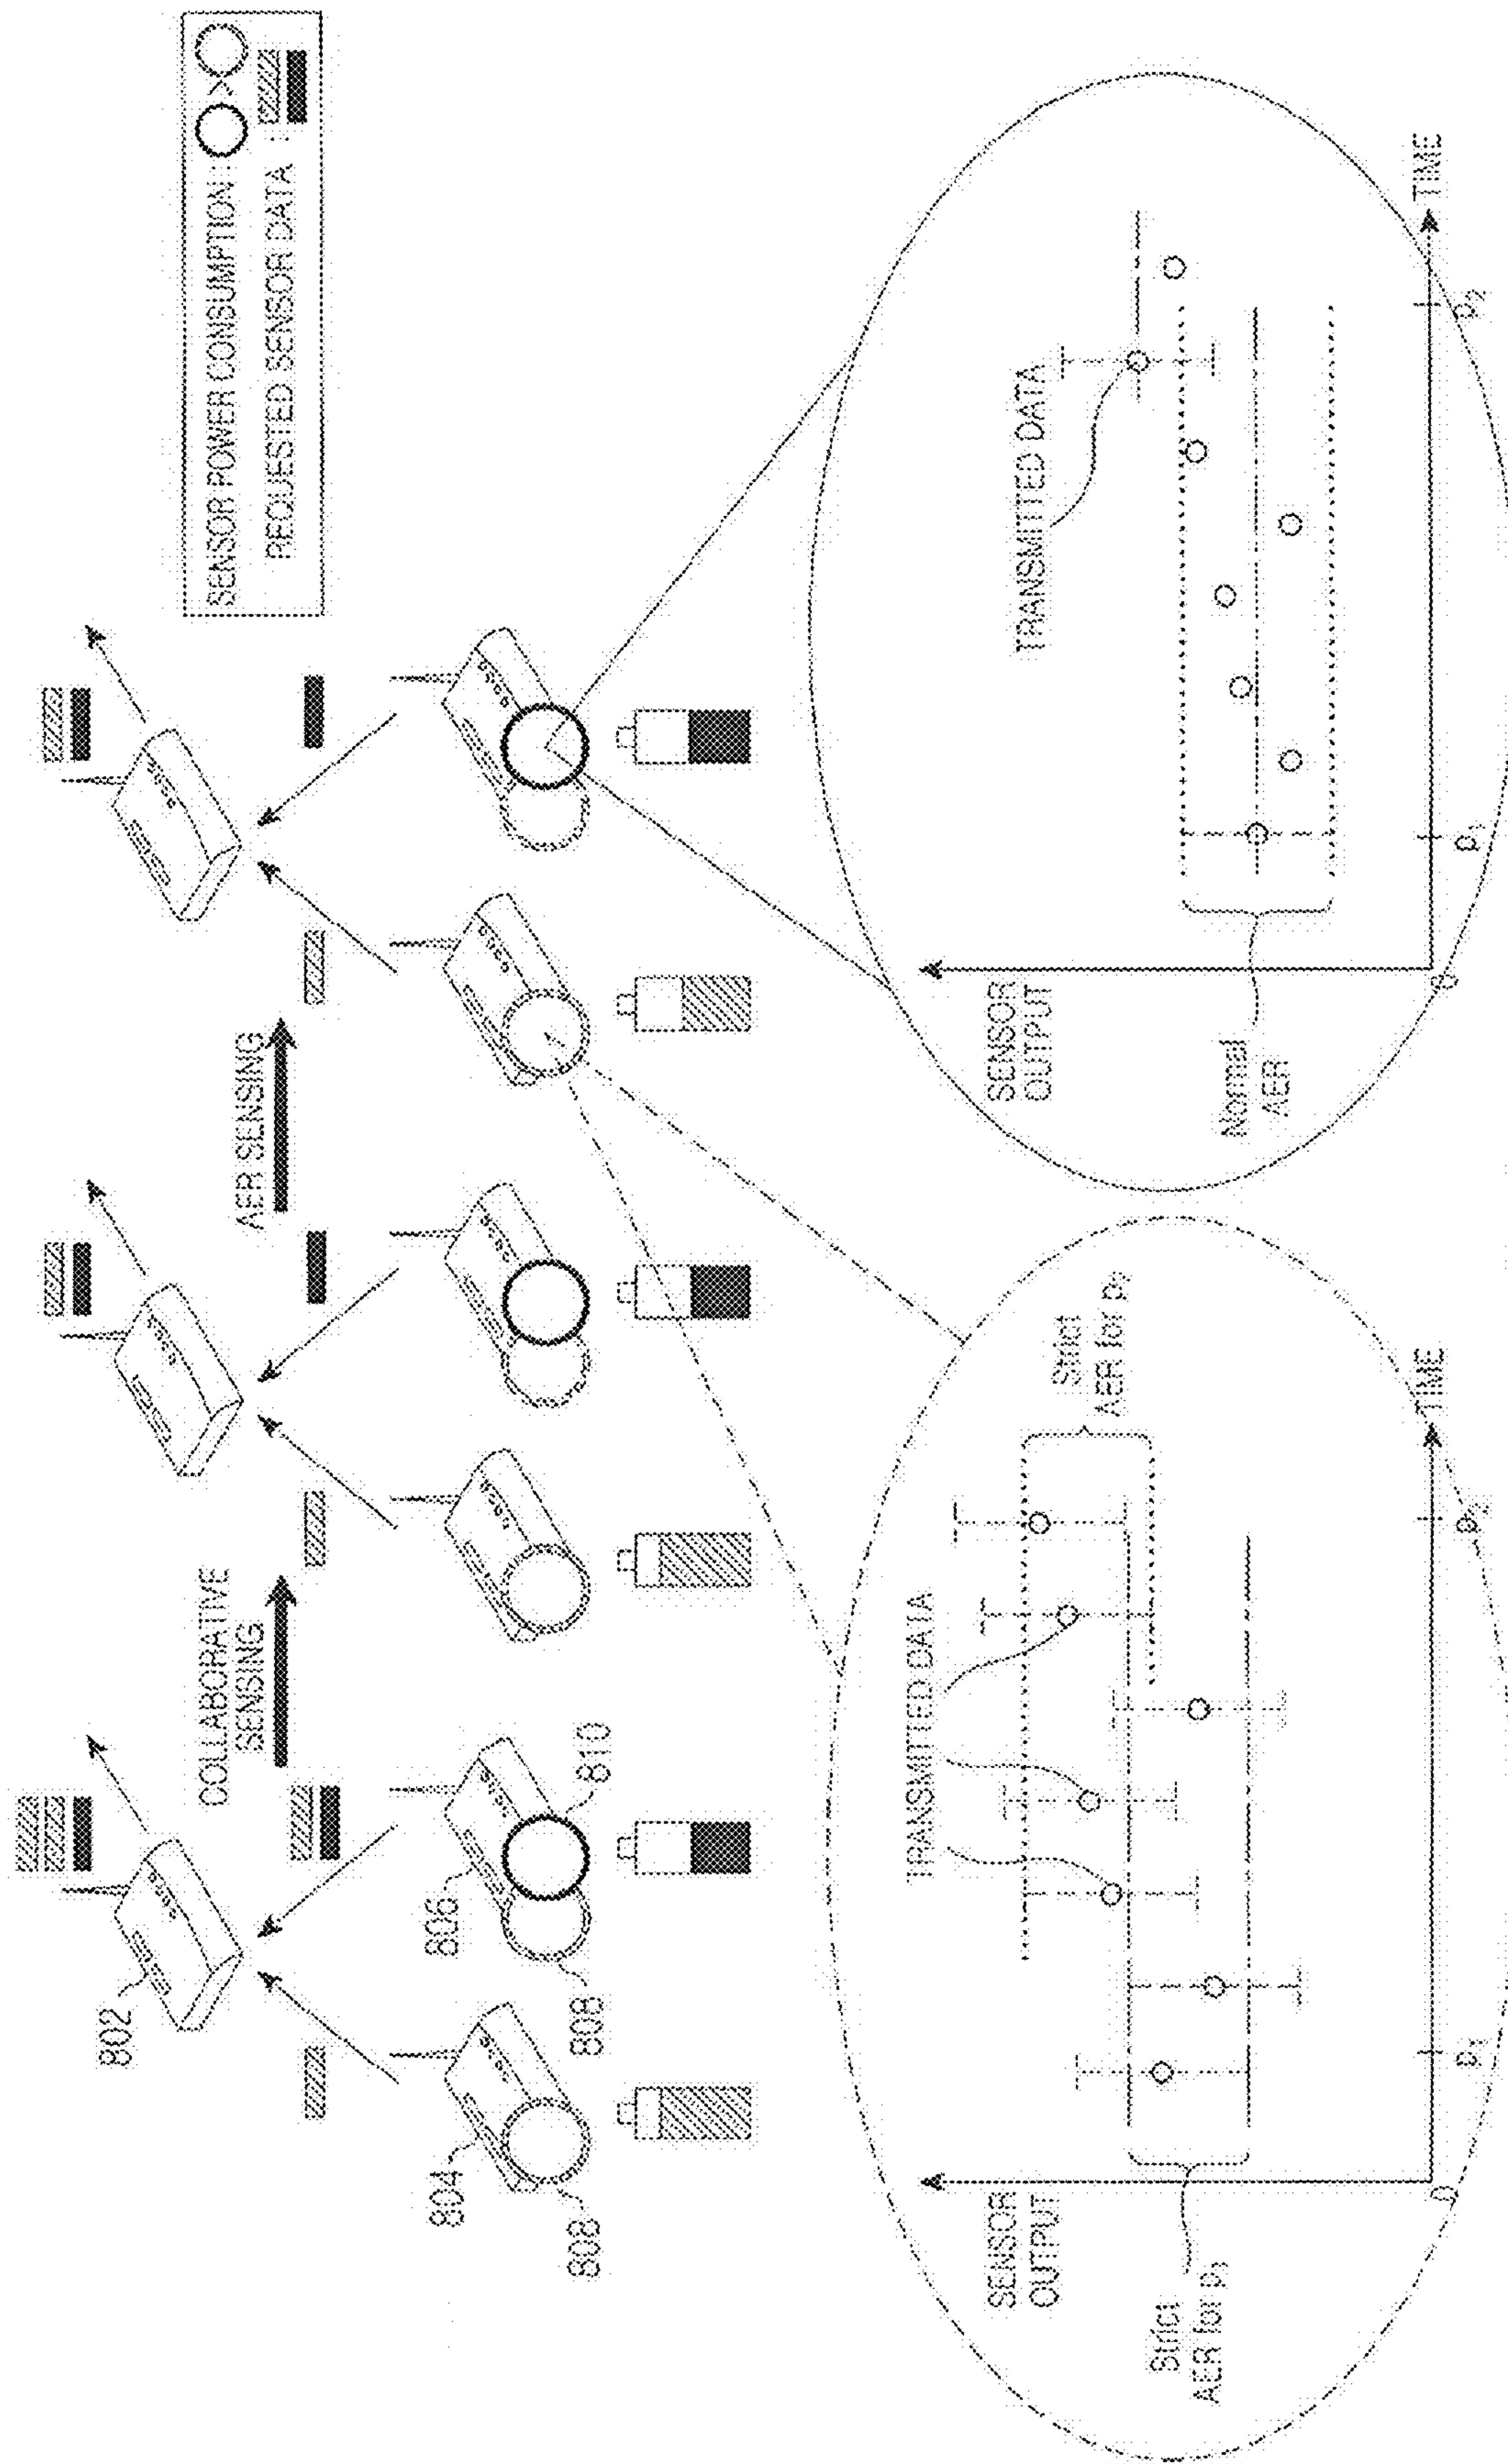 SENSOR POWER CONSUMPTION : >
REQUESTED SENSOR DATA :
COLLABORATIVE
SENSING
AER SENSING
802
804
808
806
808
810
SENSOR
OUTPUT
TRANSMITTED DATA
Strict
AER for p₂
Strict
AER for p₁
0
p₁
p₂
TIME
SENSOR
OUTPUT
TRANSMITTED DATA
Normal
AER
0
p₁
p₂
TIME